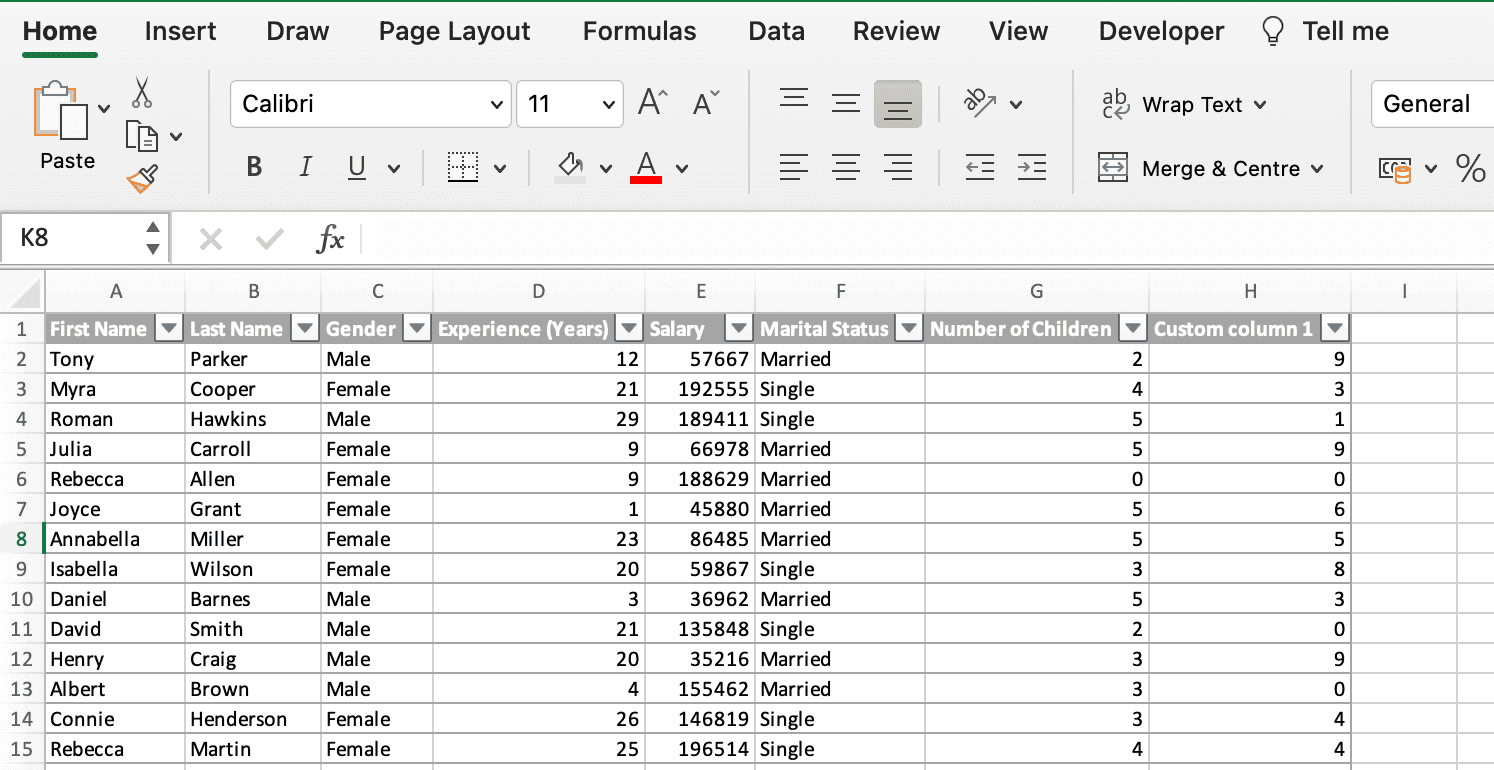 Home Insert Draw Page Layout Formulas Data Review View Developer Tell me
Calibri 11 A A ab Wrap Text General
Paste B I U A Merge & Centre %
K8 fx
A B C D E F G H I
1 First Name Last Name Gender Experience (Years) Salary Marital Status Number of Children Custom column 1
2 Tony Parker Male 12 57667 Married 2 9
3 Myra Cooper Female 21 192555 Single 4 3
4 Roman Hawkins Male 29 189411 Single 5 1
5 Julia Carroll Female 9 66978 Married 5 9
6 Rebecca Allen Female 9 188629 Married 0 0
7 Joyce Grant Female 1 45880 Married 5 6
8 Annabella Miller Female 23 86485 Married 5 5
9 Isabella Wilson Female 20 59867 Single 3 8
10 Daniel Barnes Male 3 36962 Married 5 3
11 David Smith Male 21 135848 Single 2 0
12 Henry Craig Male 20 35216 Married 3 9
13 Albert Brown Male 4 155462 Married 3 0
14 Connie Henderson Female 26 146819 Single 3 4
15 Rebecca Martin Female 25 196514 Single 4 4